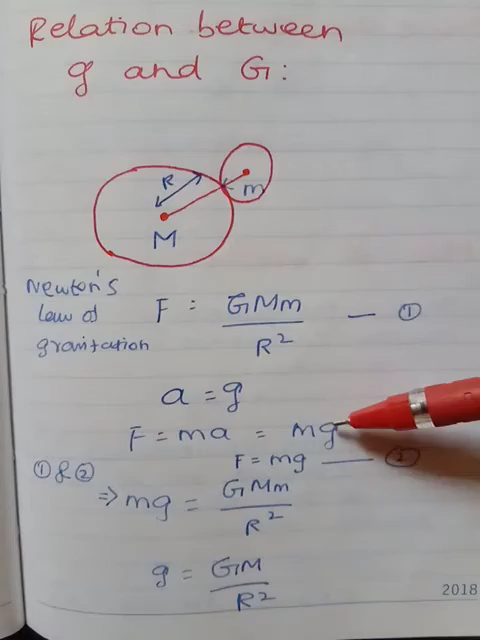 Relation between
g and G:
R
m
M
Newton's
law of
gravitation
F = GMm/R² — ①
a = g
F = ma = mg
F = mg — ②
① & ②
⇒ mg = GMm/R²
g = GM/R²
2018